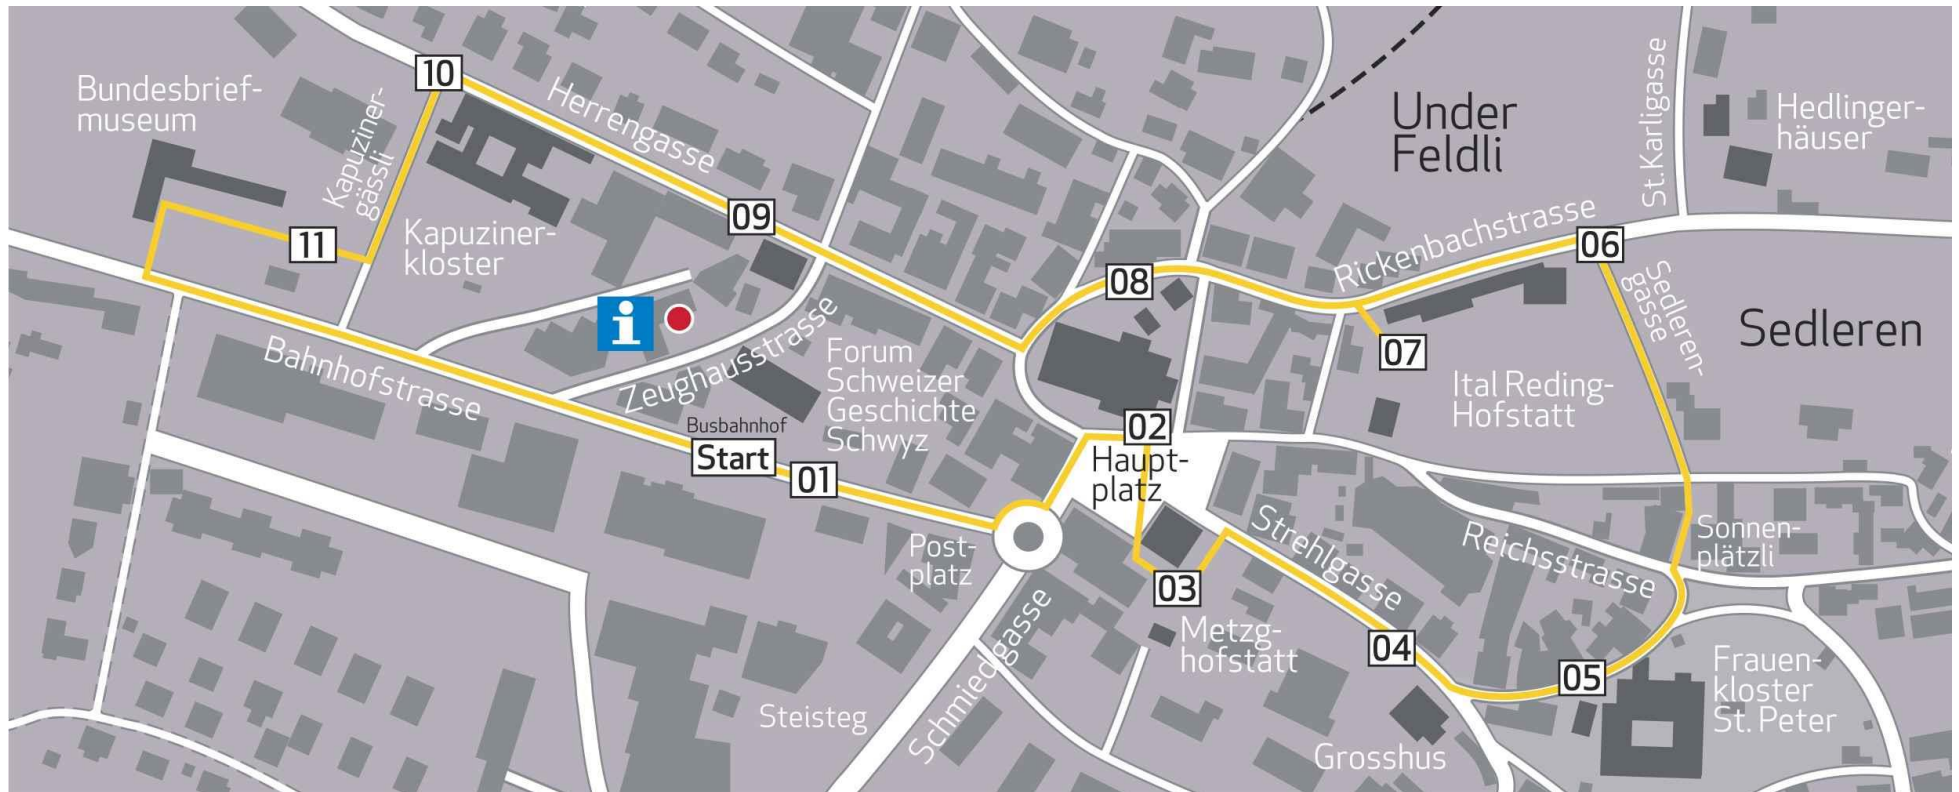 Bundesbrief-
museum
10
Kapuziner-
gässli
Herrengasse
Kapuziner-
kloster
11
09
i
Bahnhofstrasse
Zeughausstrasse
Busbahnhof
Start
01
Forum
Schweizer
Geschichte
Schwyz
08
02
Haupt-
platz
Post-
platz
03
Metzg-
hofstatt
Steisteg
Schmiedgasse
Strehlgasse
04
Grosshus
05
Frauen-
kloster
St. Peter
Reichsstrasse
Sonnen-
plätzli
Under
Feldli
Rickenbachstrasse
06
07
Ital Reding-
Hofstatt
Sedleren-
gasse
Sedleren
St.Karligasse
Hedlinger-
häuser